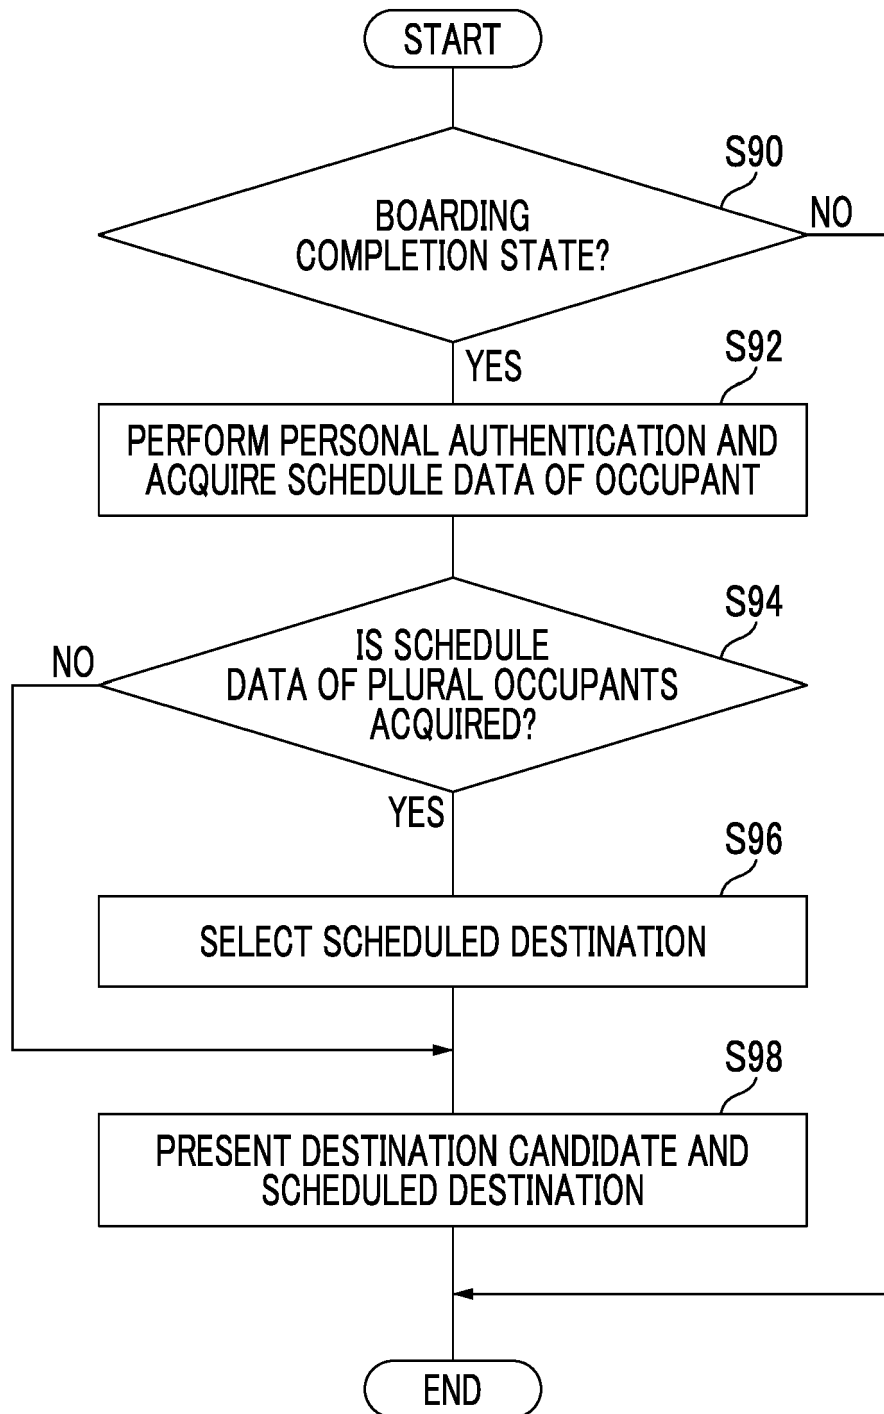 START
S90
BOARDING
COMPLETION STATE?
NO
YES
S92
PERFORM PERSONAL AUTHENTICATION AND
ACQUIRE SCHEDULE DATA OF OCCUPANT
S94
IS SCHEDULE
DATA OF PLURAL OCCUPANTS
ACQUIRED?
NO
YES
S96
SELECT SCHEDULED DESTINATION
S98
PRESENT DESTINATION CANDIDATE AND
SCHEDULED DESTINATION
END